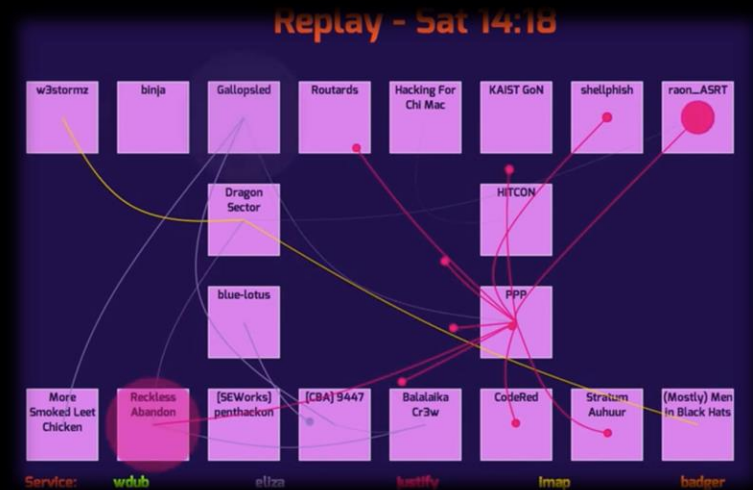 Replay - Sat 14:18
w3stormz
binja
Gallopsled
Routards
Hacking For
Chi Mac
KAIST GoN
shellphish
raon_ASRT
Dragon
Sector
HITCON
blue-lotus
PPP
More
Smoked Leet
Chicken
Reckless
Abandon
[SEWorks]
penthackon
[CBA] 9447
Balalaika
Cr3w
CodeRed
Stratum
Auhuur
(Mostly) Men
in Black Hats
Service: wdub eliza justify imap badger